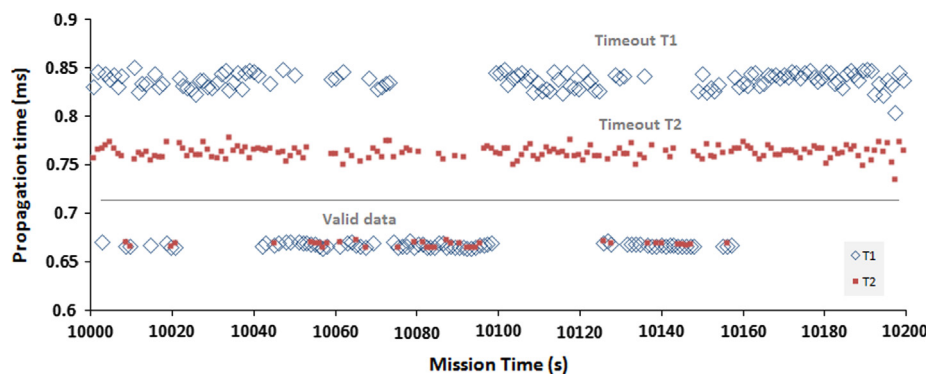 0.9
Timeout T1
0.85
0.8
Timeout T2
0.75
0.7
Valid data
0.65
0.6
Propagation time (ms)
T1
T2
10000 10020 10040 10060 10080 10100 10120 10140 10160 10180 10200
Mission Time (s)